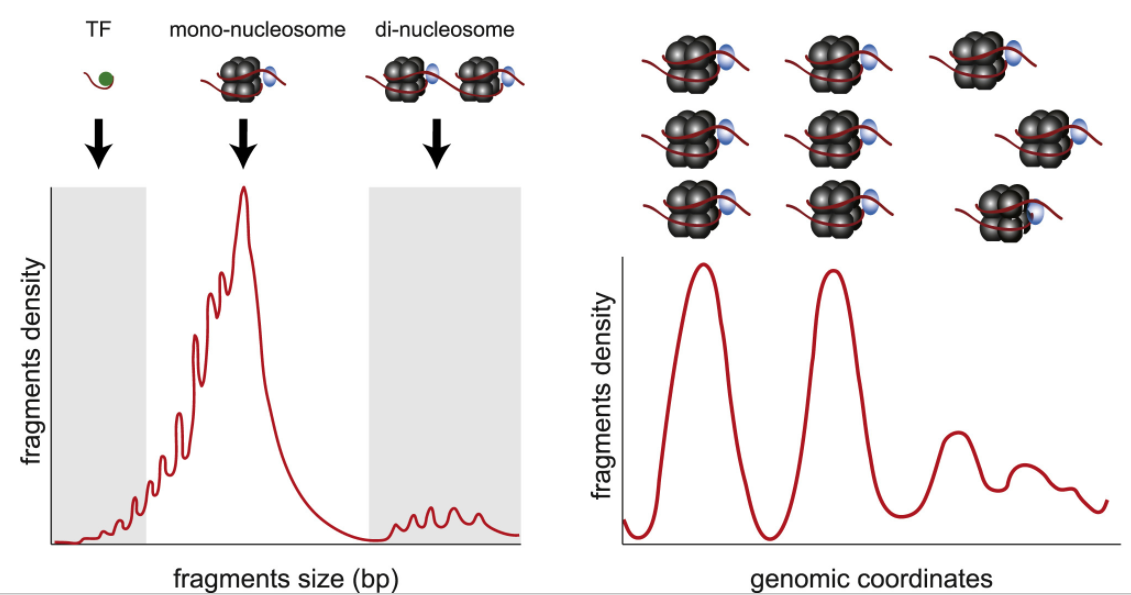 TF
mono-nucleosome
di-nucleosome
fragments density
fragments size (bp)
fragments density
genomic coordinates